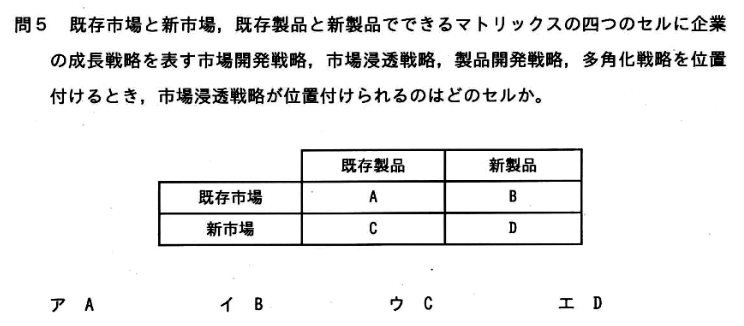 問5 既存市場と新市場，既存製品と新製品でできるマトリックスの四つのセルに企業
の成長戦略を表す市場開発戦略，市場浸透戦略，製品開発戦略，多角化戦略を位置
付けるとき，市場浸透戦略が位置付けられるのはどのセルか。
既存製品 新製品
既存市場 A B
新市場 C D
ア A イ B ウ C エ D